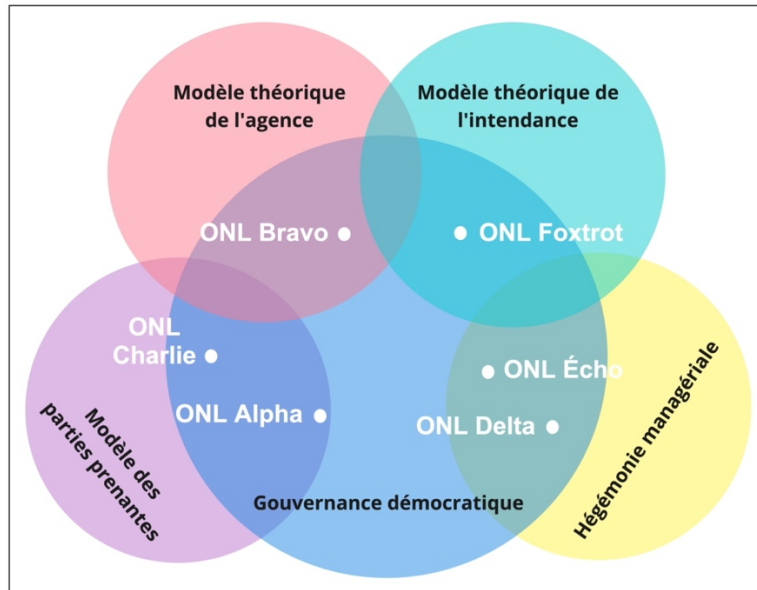 Modèle théorique
de l'agence
Modèle théorique de
l'intendance
ONL Bravo
ONL Foxtrot
ONL
Charlie
ONL Écho
ONL Alpha
ONL Delta
Modèle des
parties prenantes
Gouvernance démocratique
Hégémonie managériale